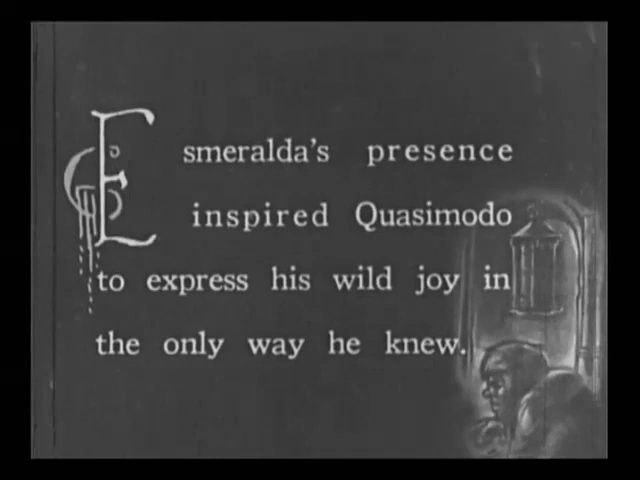 Esmeralda's presence
inspired Quasimodo
to express his wild joy in
the only way he knew.